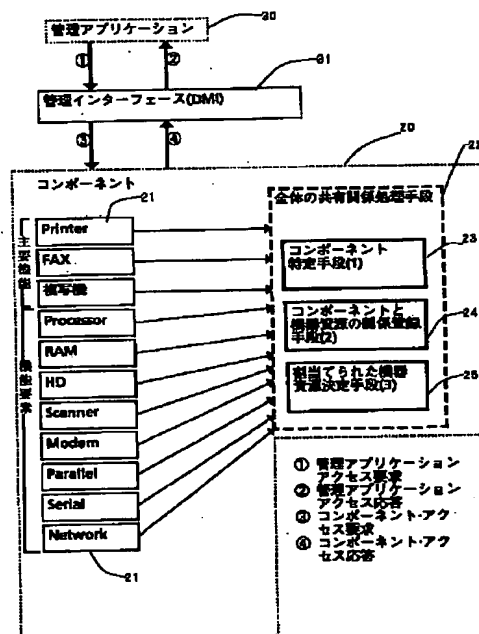 管理アプリケーション
30
①
②
31
管理インターフェース(DMI)
③
④
20
22
コンポーネント
21
全体の共有関係処理手段
主要機能
Printer
FAX
複写機
機能要素
Processor
RAM
HD
Scanner
Modem
Parallel
Serial
Network
21
コンポーネント
特定手段(1)
23
コンポーネントと
機器資源の関係登録
手段(2)
24
割当てられた機器
資源決定手段(3)
25
① 管理アプリケーション
アクセス要求
② 管理アプリケーション
アクセス応答
③ コンポーネント・アク
セス要求
④ コンポーネント・アク
セス応答